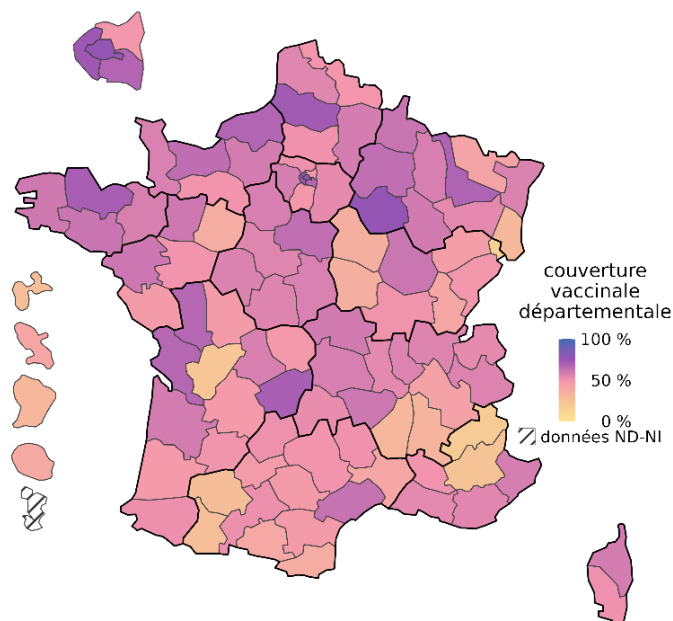 couverture
vaccinale
départementale
100 %
50 %
0 %
données ND-NI